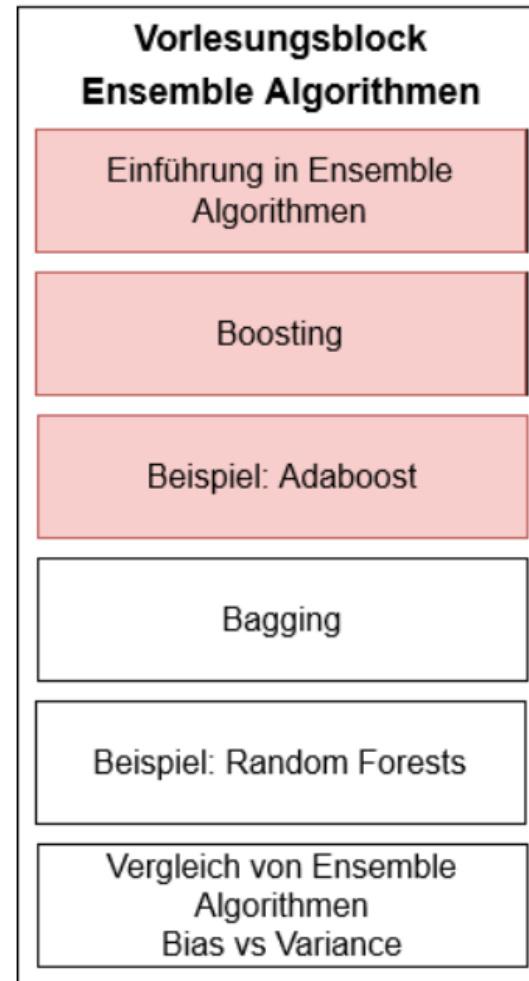 Vorlesungsblock
Ensemble Algorithmen
Einführung in Ensemble
Algorithmen
Boosting
Beispiel: Adaboost
Bagging
Beispiel: Random Forests
Vergleich von Ensemble
Algorithmen
Bias vs Variance